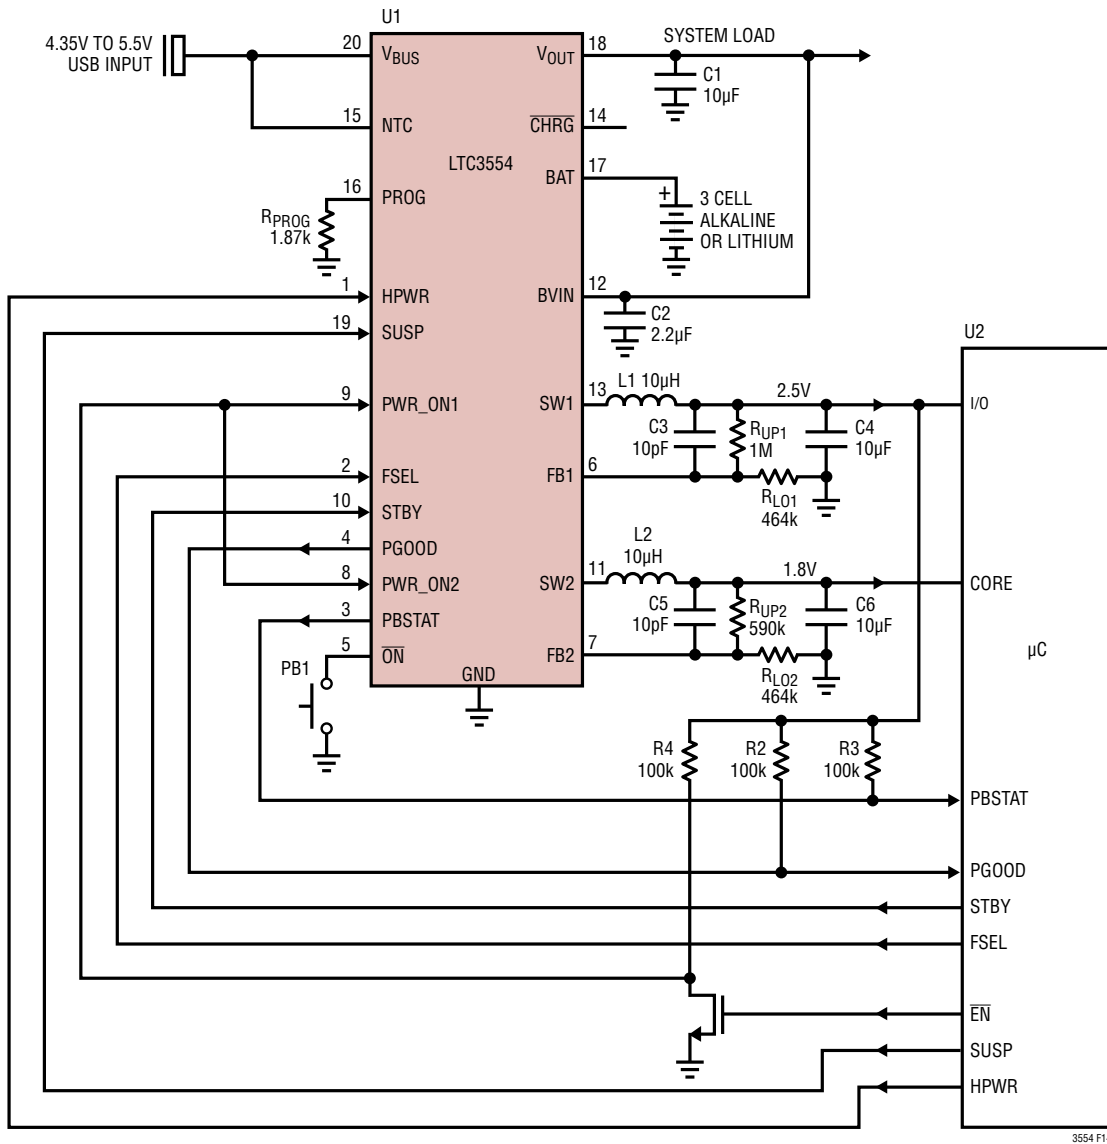 U1
4.35V TO 5.5V
USB INPUT
20
VBUS
VOUT
18
SYSTEM LOAD
C1
10µF
15
NTC
CHRG
14
LTC3554
BAT
17
16
PROG
RPROG
1.87k
+
3 CELL
ALKALINE
OR LITHIUM
1
HPWR
BVIN
12
C2
2.2µF
19
SUSP
U2
9
PWR_ON1
SW1
13
L1 10µH
2.5V
I/O
C3
10pF
RUP1
1M
C4
10µF
2
FSEL
FB1
6
RLO1
464k
10
STBY
4
PGOOD
8
PWR_ON2
SW2
11
L2
10µH
1.8V
CORE
C5
10pF
RUP2
590k
C6
10µF
3
PBSTAT
5
ON
FB2
7
RLO2
464k
GND
PB1
µC
R4
100k
R2
100k
R3
100k
PBSTAT
PGOOD
STBY
FSEL
EN
SUSP
HPWR